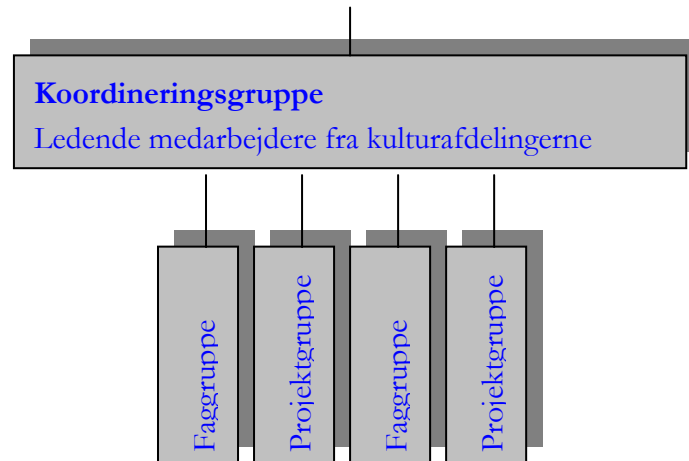 Koordineringsgruppe
Ledende medarbejdere fra kulturafdelingerne
Faggruppe
Projektgruppe
Faggruppe
Projektgruppe